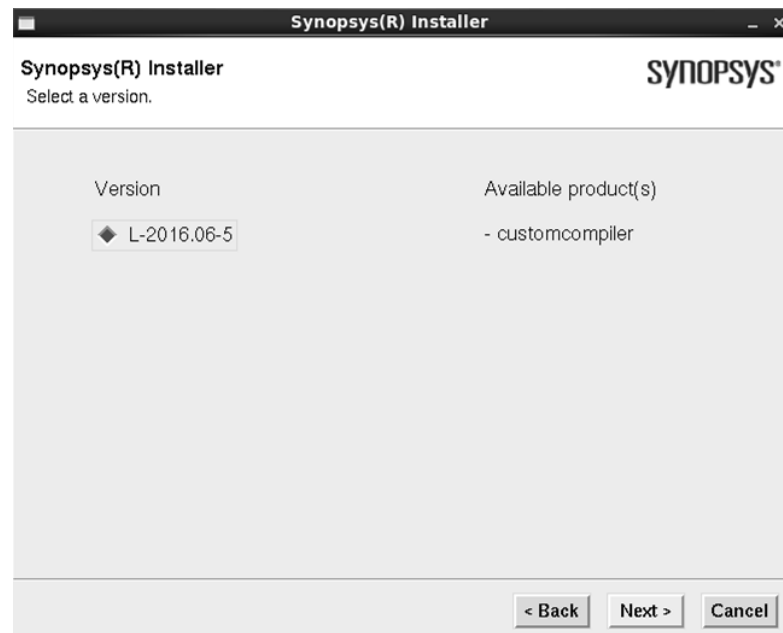 Synopsys(R) Installer
Synopsys(R) Installer
SYNOPSYS®
Select a version.
Version
Available product(s)
L-2016.06-5
- customcompiler
< Back
Next >
Cancel